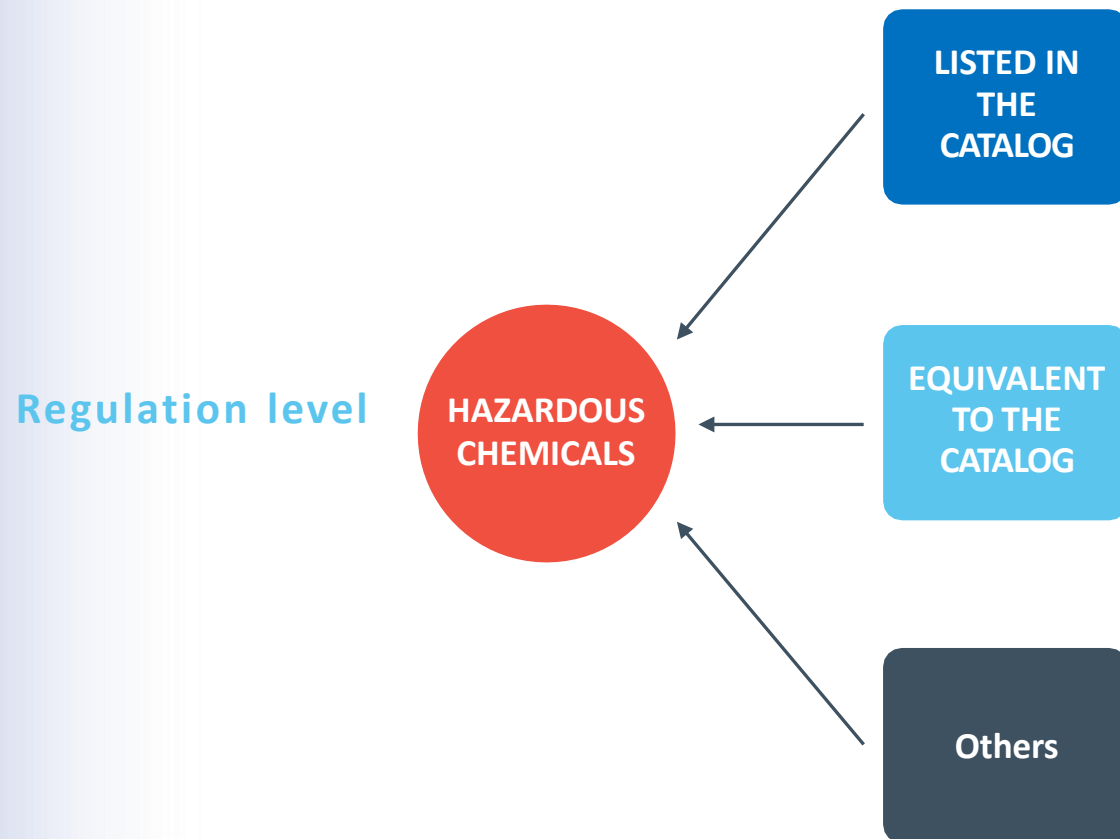 LISTED IN
THE
CATALOG
Regulation level
HAZARDOUS
CHEMICALS
EQUIVALENT
TO THE
CATALOG
Others